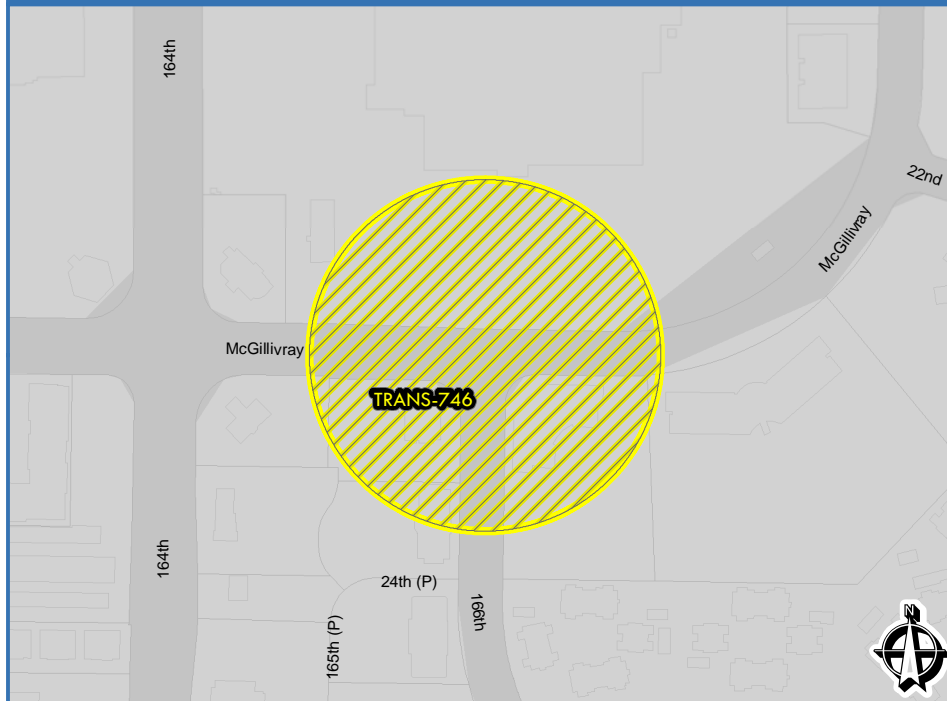 164th
22nd
McGillivray
McGillivray
TRANS-746
164th
24th (P)
166th
165th (P)
N